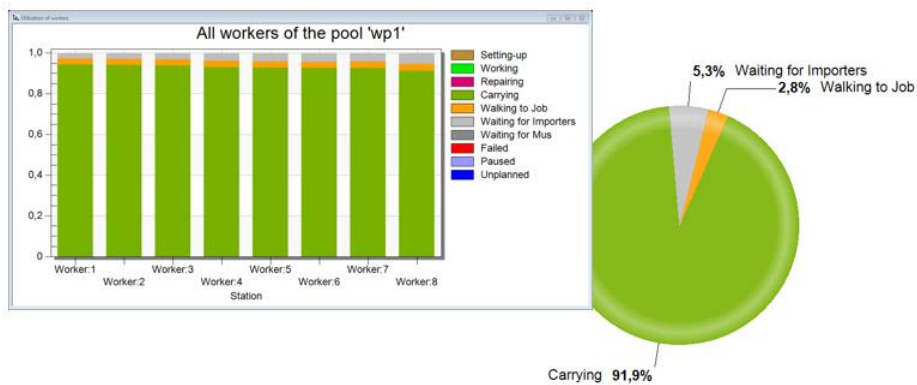 Utilisation of workers
All workers of the pool 'wp1'
1,0
0,8
0,6
0,4
0,2
0
Worker:1
Worker:2
Worker:3
Worker:4
Worker:5
Worker:6
Worker:7
Worker:8
Station
Setting-up
Working
Repairing
Carrying
Walking to Job
Waiting for Importers
Waiting for Mus
Failed
Paused
Unplanned
5,3% Waiting for Importers
2,8% Walking to Job
Carrying 91,9%